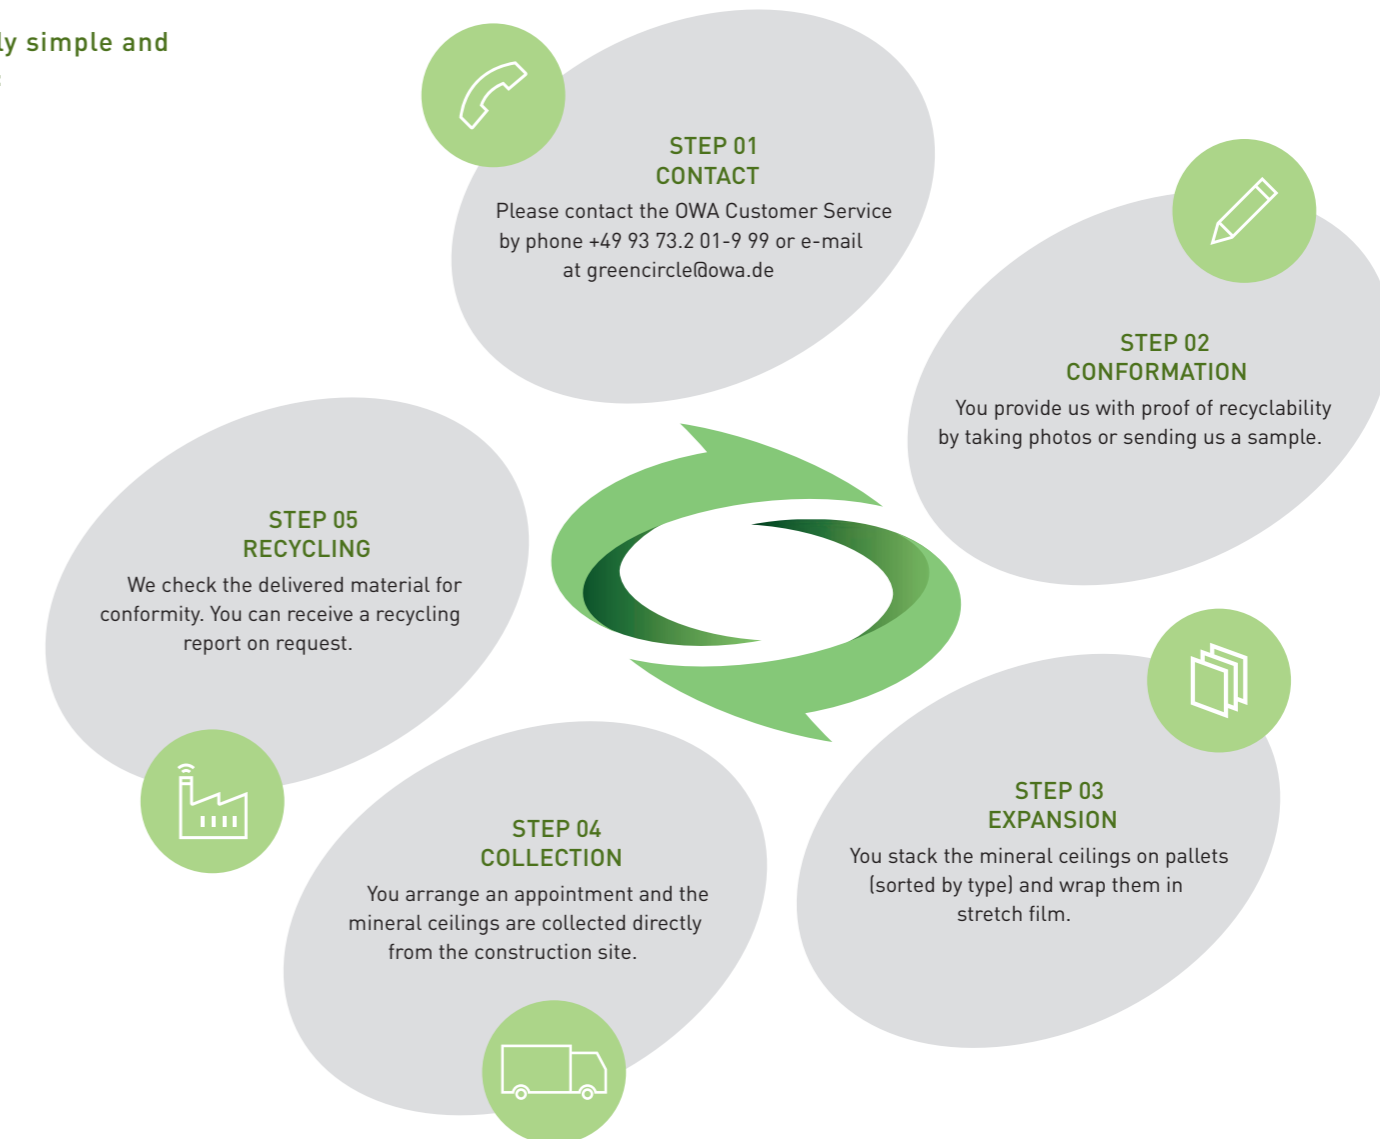 ly simple and
:
STEP 01
CONTACT
Please contact the OWA Customer Service
by phone +49 93 73.2 01-9 99 or e-mail
at greencircle@owa.de
STEP 02
CONFORMATION
You provide us with proof of recyclability
by taking photos or sending us a sample.
STEP 03
EXPANSION
You stack the mineral ceilings on pallets
(sorted by type) and wrap them in
stretch film.
STEP 04
COLLECTION
You arrange an appointment and the
mineral ceilings are collected directly
from the construction site.
STEP 05
RECYCLING
We check the delivered material for
conformity. You can receive a recycling
report on request.